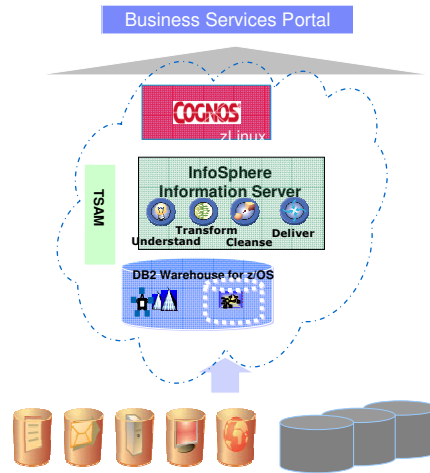 Business Services Portal
COGNOS
zLinux
TSAM
InfoSphere
Information Server
Understand
Transform
Cleanse
Deliver
DB2 Warehouse for z/OS